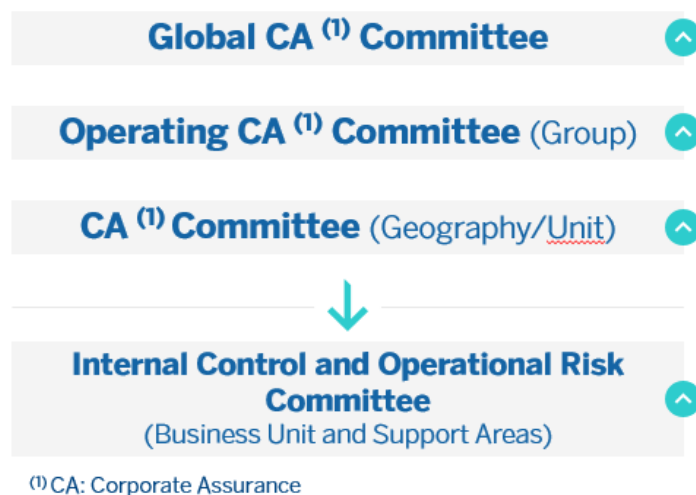 Global CA (1) Committee
Operating CA (1) Committee (Group)
CA (1) Committee (Geography/Unit)
Internal Control and Operational Risk
Committee
(Business Unit and Support Areas)
(1) CA: Corporate Assurance